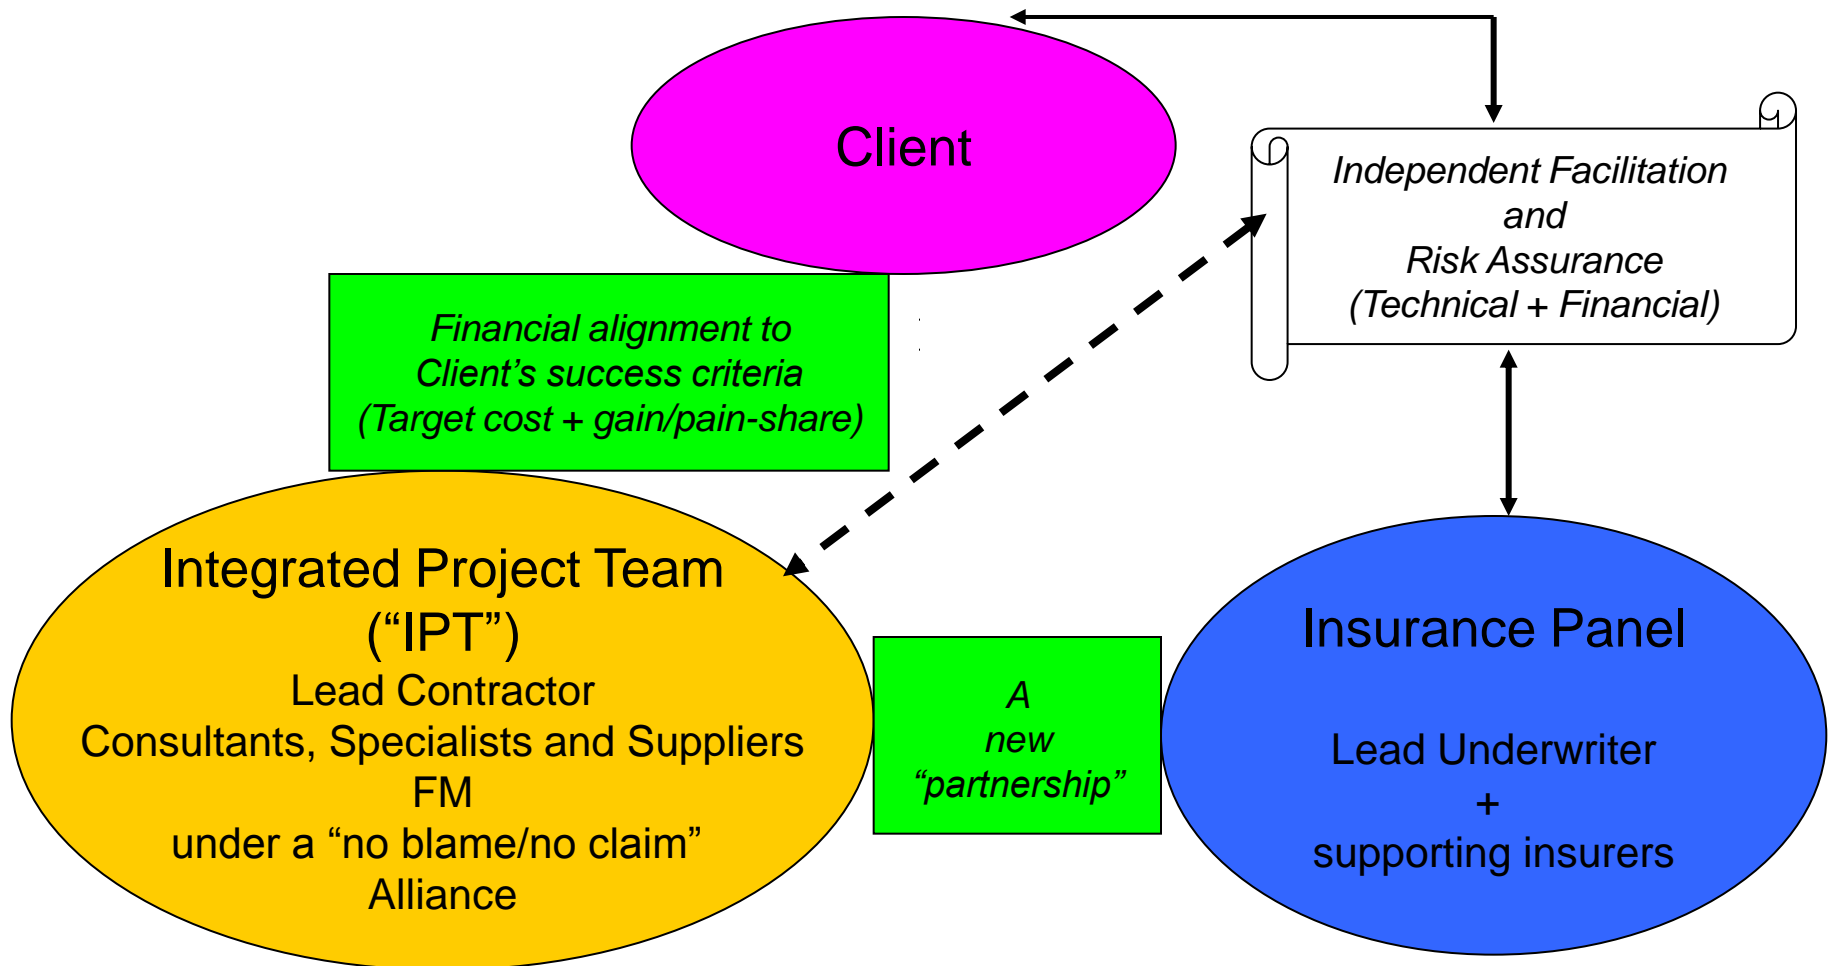 Client
Independent Facilitation
and
Risk Assurance
(Technical + Financial)
Financial alignment to
Client’s success criteria
(Target cost + gain/pain-share)
Integrated Project Team
(“IPT”)
Lead Contractor
Consultants, Specialists and Suppliers
FM
under a “no blame/no claim”
Alliance
A
new
“partnership”
Insurance Panel
Lead Underwriter
+
supporting insurers